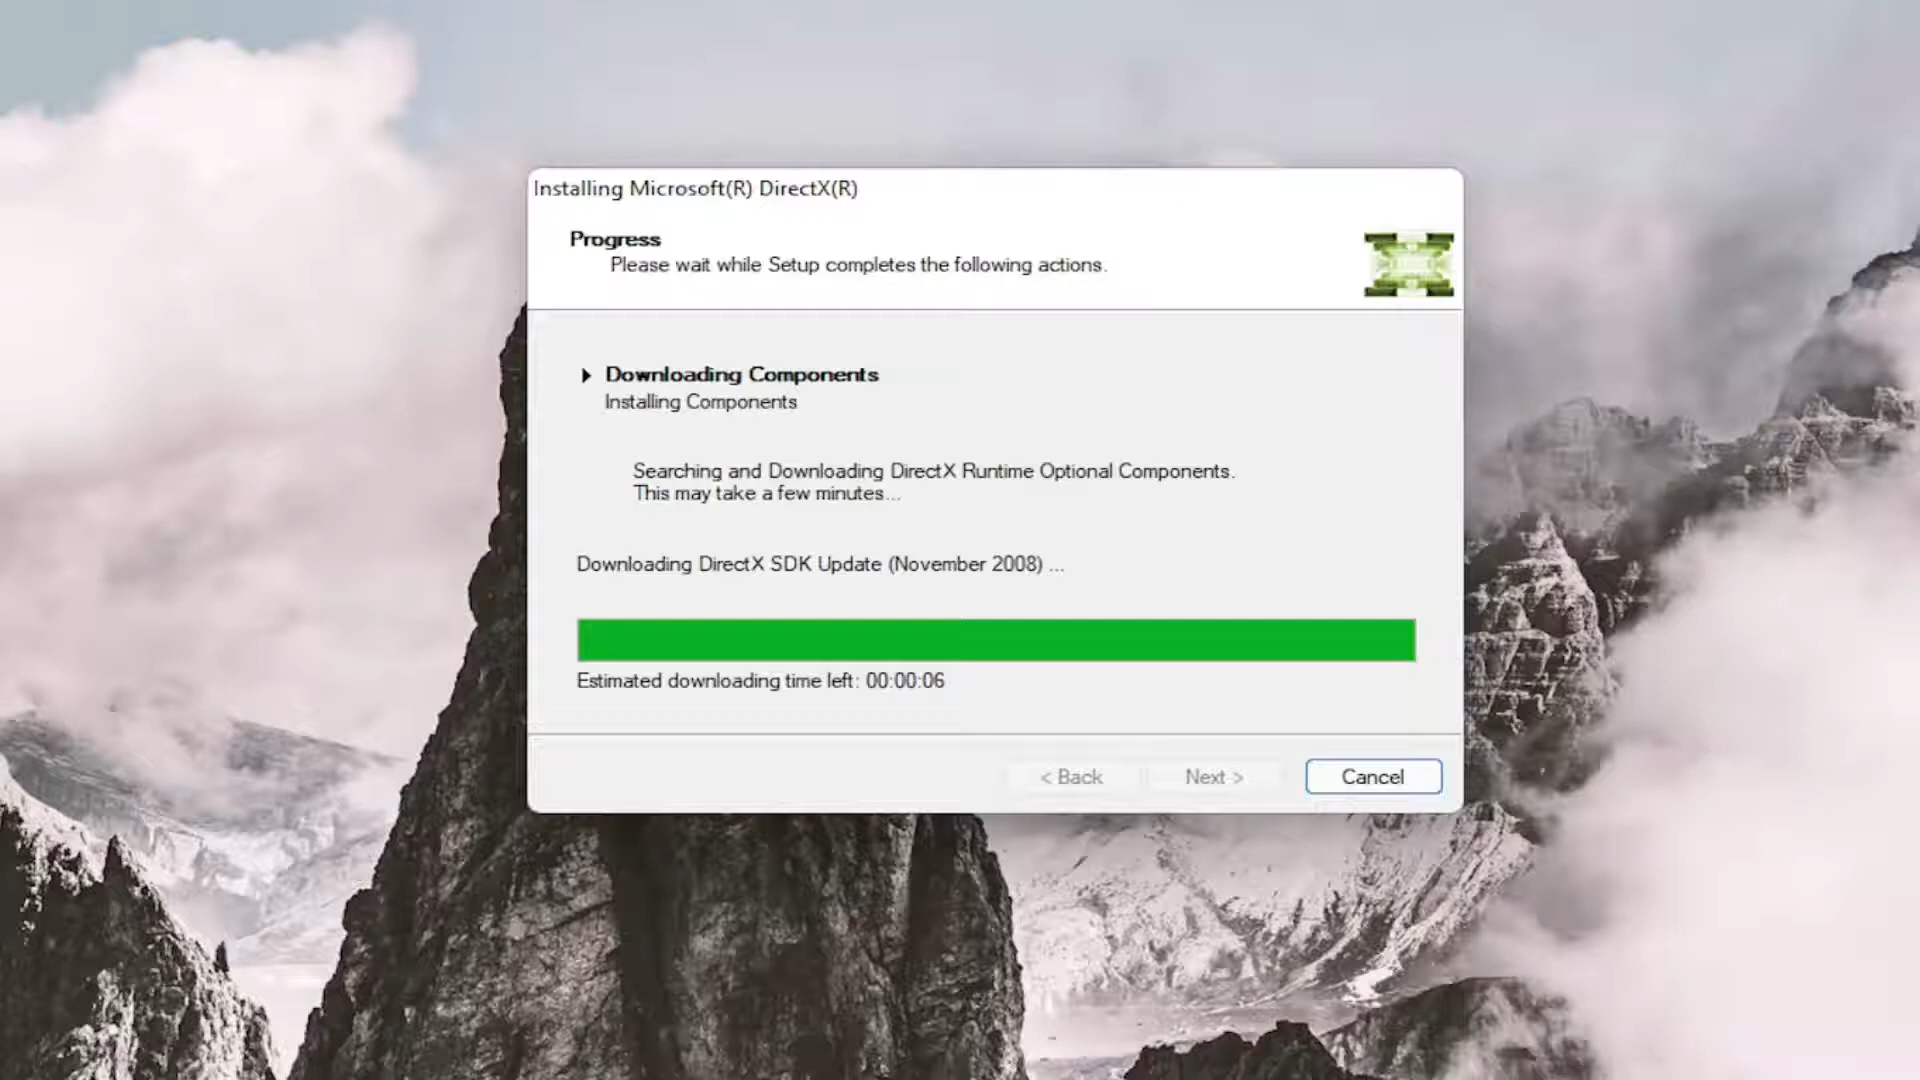 Installing Microsoft(R) DirectX(R)
Progress
Please wait while Setup completes the following actions.
Downloading Components
Installing Components
Searching and Downloading DirectX Runtime Optional Components.
This may take a few minutes...
Downloading DirectX SDK Update (November 2008) ...
Estimated downloading time left: 00:00:06
< Back
Next >
Cancel